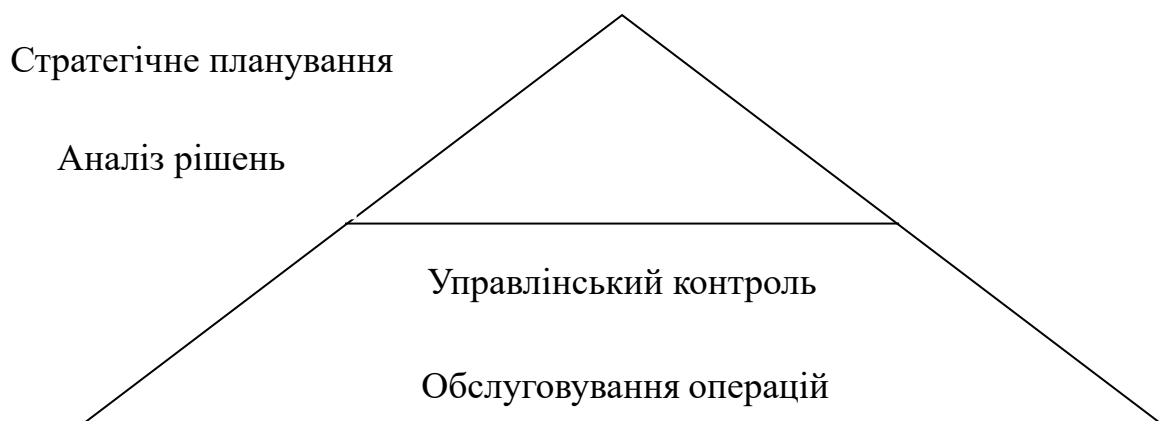 Стратегічне планування
Аналіз рішень
Управлінський контроль
Обслуговування операцій